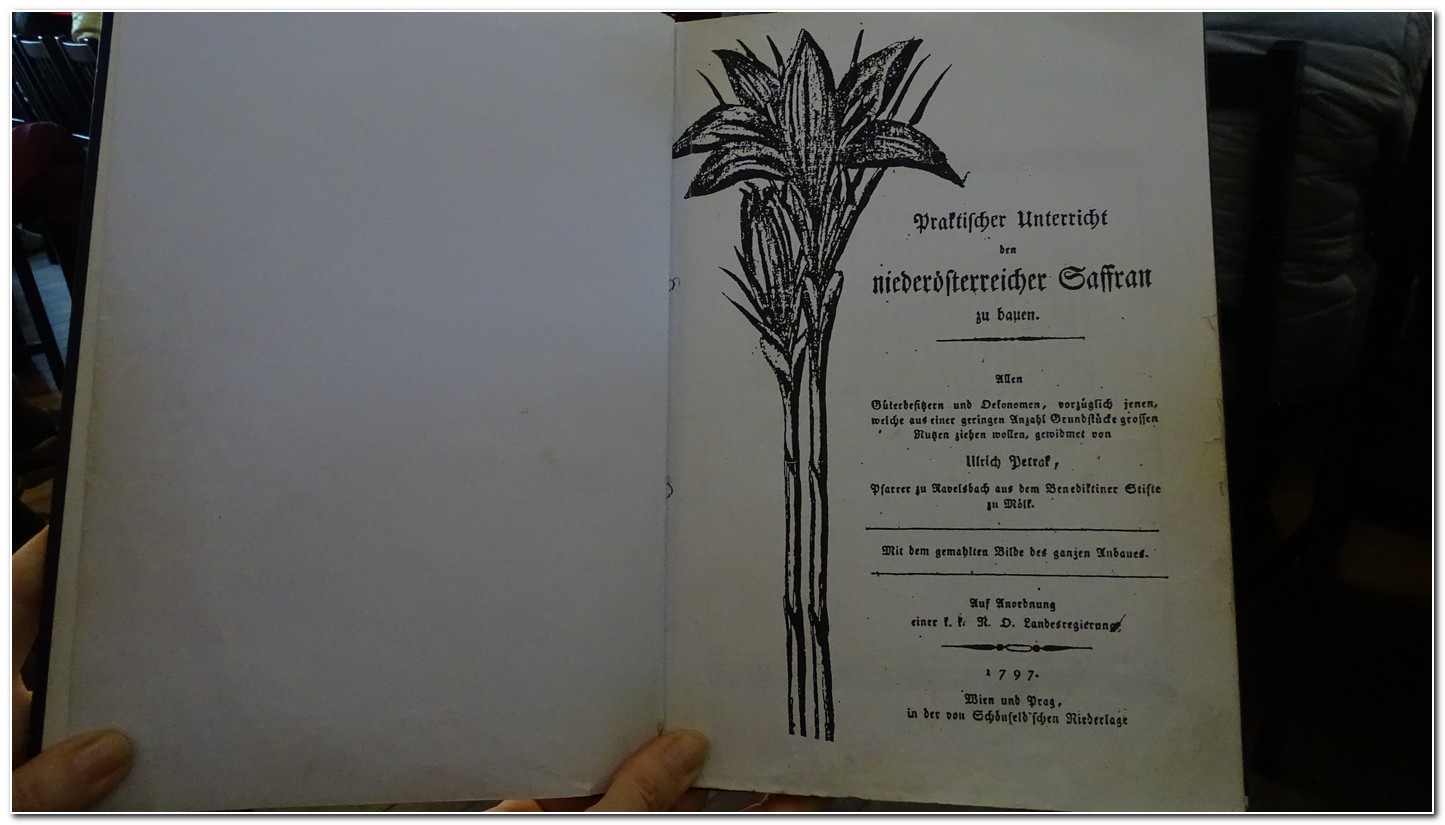 Praktischer Unterricht
den
niederösterreicher Saffran
zu bauen.
Allen
Güterbesitzern und Oekonomen, vorzüglich jenen,
welche aus einer geringen Anzahl Grundstücke grossen
Nutzen ziehen wollen, gewidmet von
Ulrich Petrak,
Pfarrer zu Ravelsbach aus dem Benediktiner Stifte
zu Mölk.
Mit dem gemahlten Bilde des ganzen Anbaues.
Auf Anordnung
einer k. k. N. O. Landesregierung.
1797.
Wien und Prag,
in der von Schönfeld'schen Niederlage